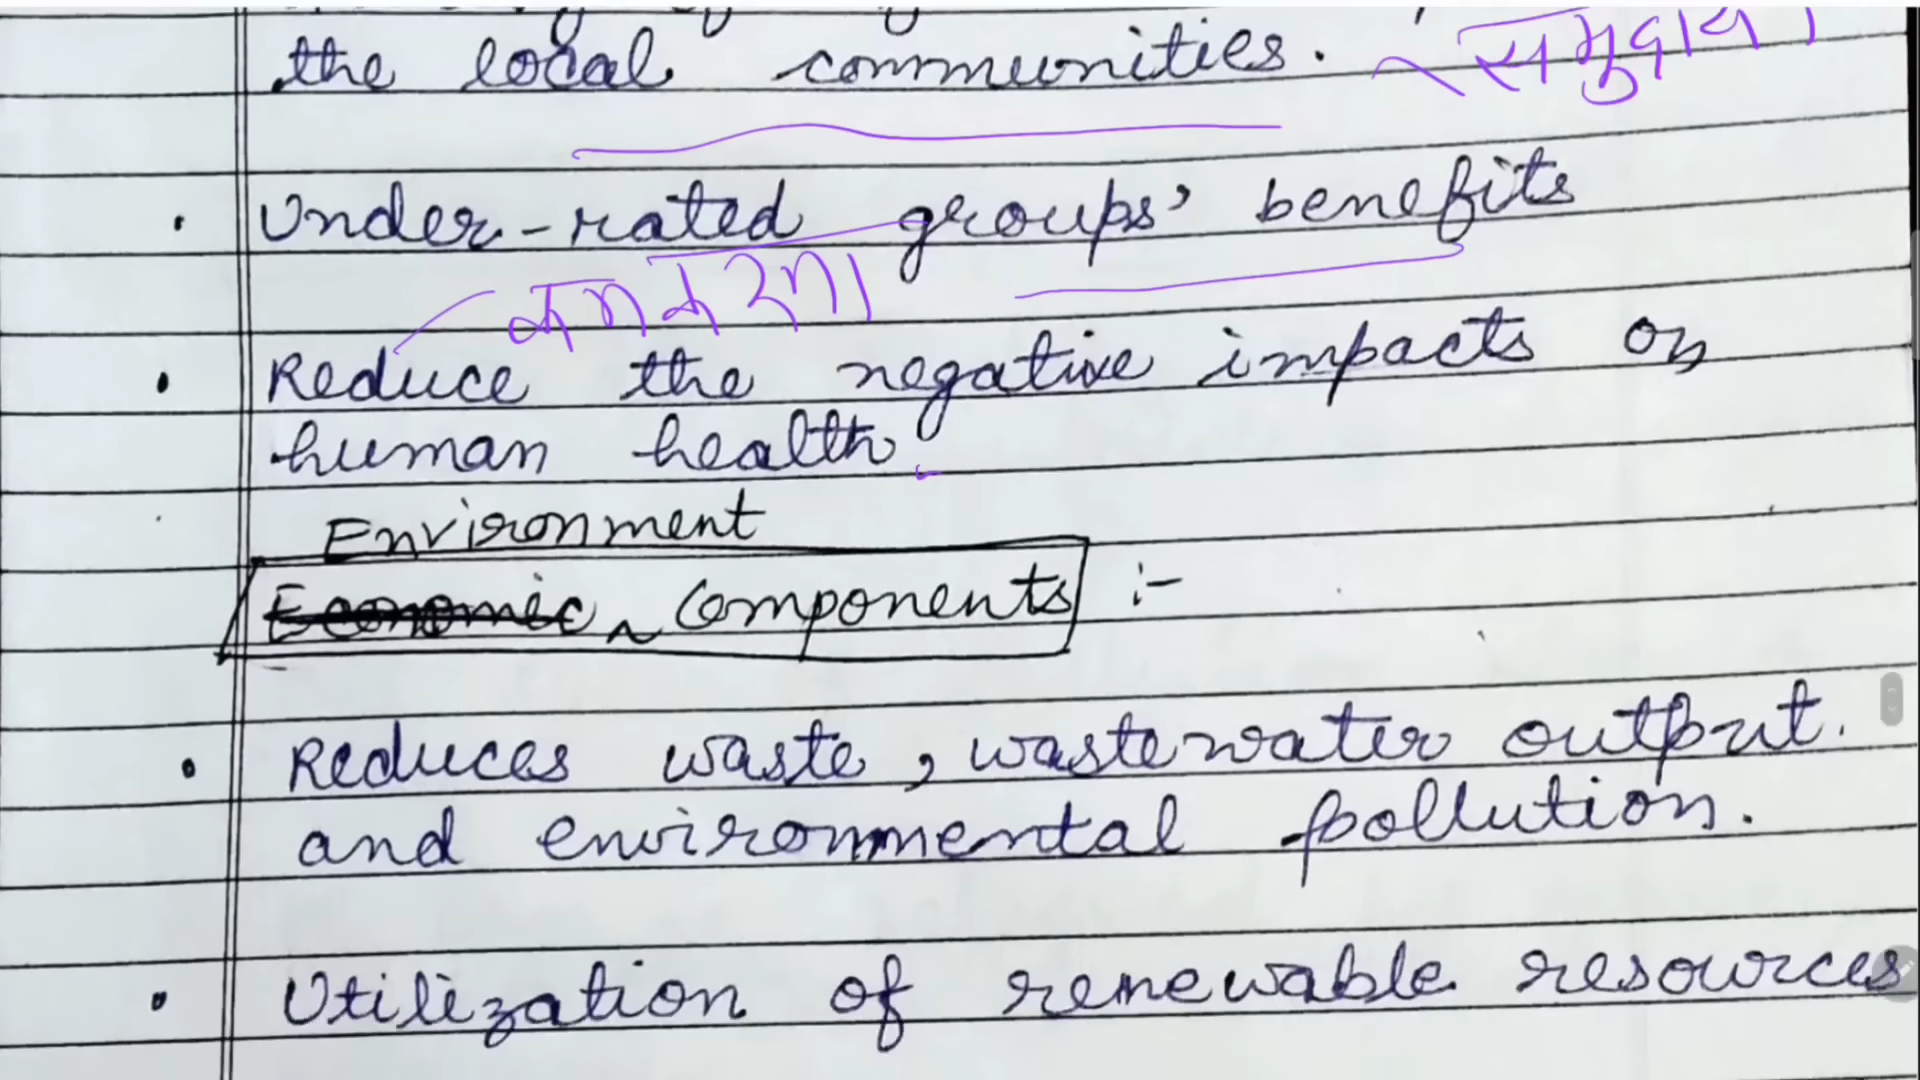 the local communities. समुदाय।
• Under-rated groups' benefits
• Reduce the negative impacts on
human health.
Environment
Economic ^ Components :-
• Reduces waste, wastewater output.
and environmental pollution.
• Utilization of renewable resources